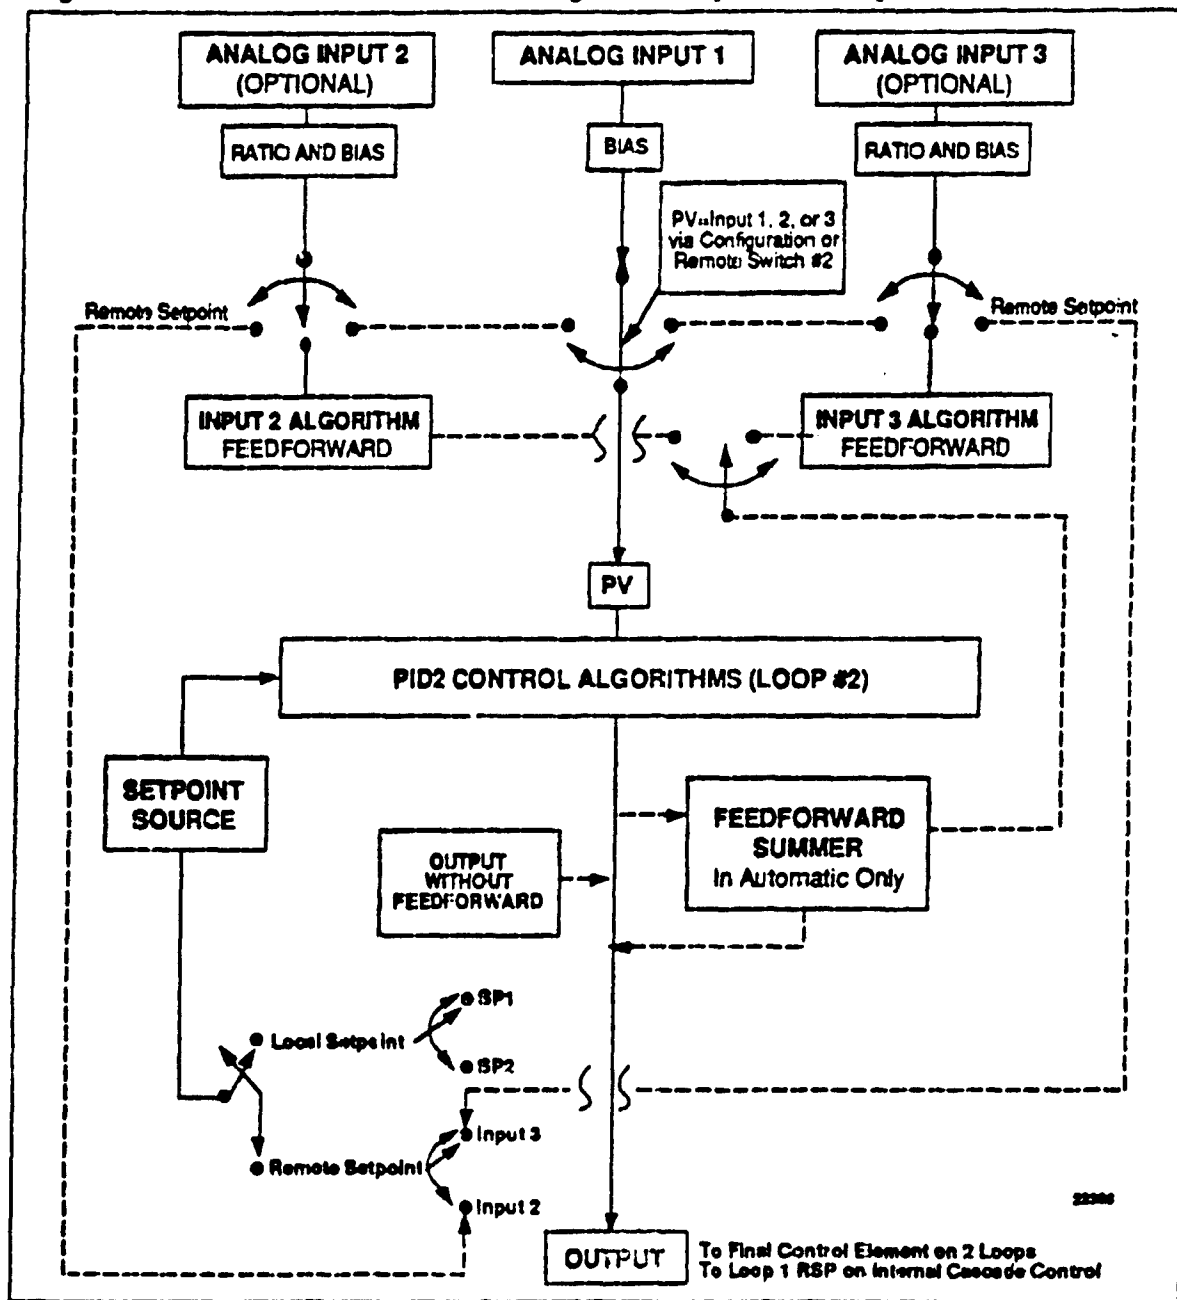 ANALOG INPUT 2
(OPTIONAL)
ANALOG INPUT 1
ANALOG INPUT 3
(OPTIONAL)
RATIO AND BIAS
BIAS
RATIO AND BIAS
PV=Input 1, 2, or 3
via Configuration or
Remote Switch #2
Remote Setpoint
Remote Setpoint
INPUT 2 ALGORITHM
FEEDFORWARD
INPUT 3 ALGORITHM
FEEDFORWARD
PV
PID2 CONTROL ALGORITHMS (LOOP #2)
SETPOINT
SOURCE
FEEDFORWARD
SUMMER
In Automatic Only
OUTPUT
WITHOUT
FEEDFORWARD
SP1
Local Setpoint
SP2
Input 3
Remote Setpoint
Input 2
OUTPUT
To Final Control Element on 2 Loops
To Loop 1 RSP on Internal Cascade Control